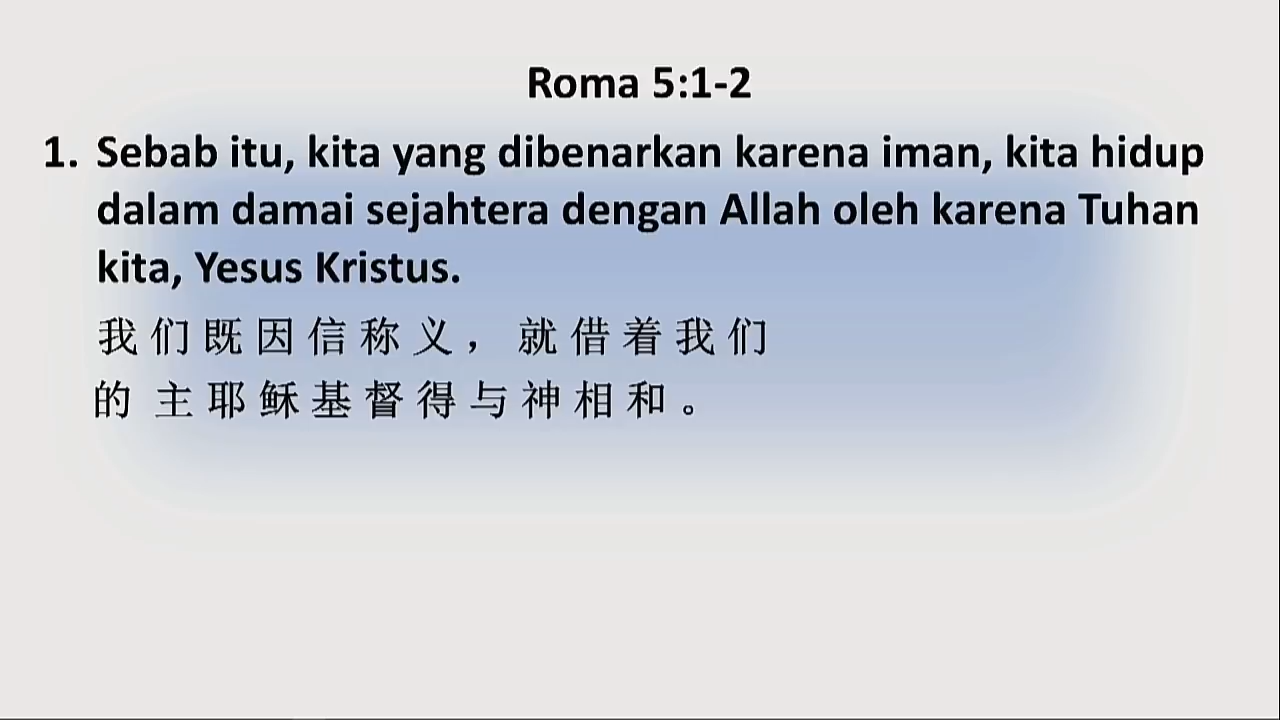 Roma 5:1-2
1. Sebab itu, kita yang dibenarkan karena iman, kita hidup
dalam damai sejahtera dengan Allah oleh karena Tuhan
kita, Yesus Kristus.
我 们 既 因 信 称 义 ， 就 借 着 我 们
的 主 耶 稣 基 督 得 与 神 相 和 。